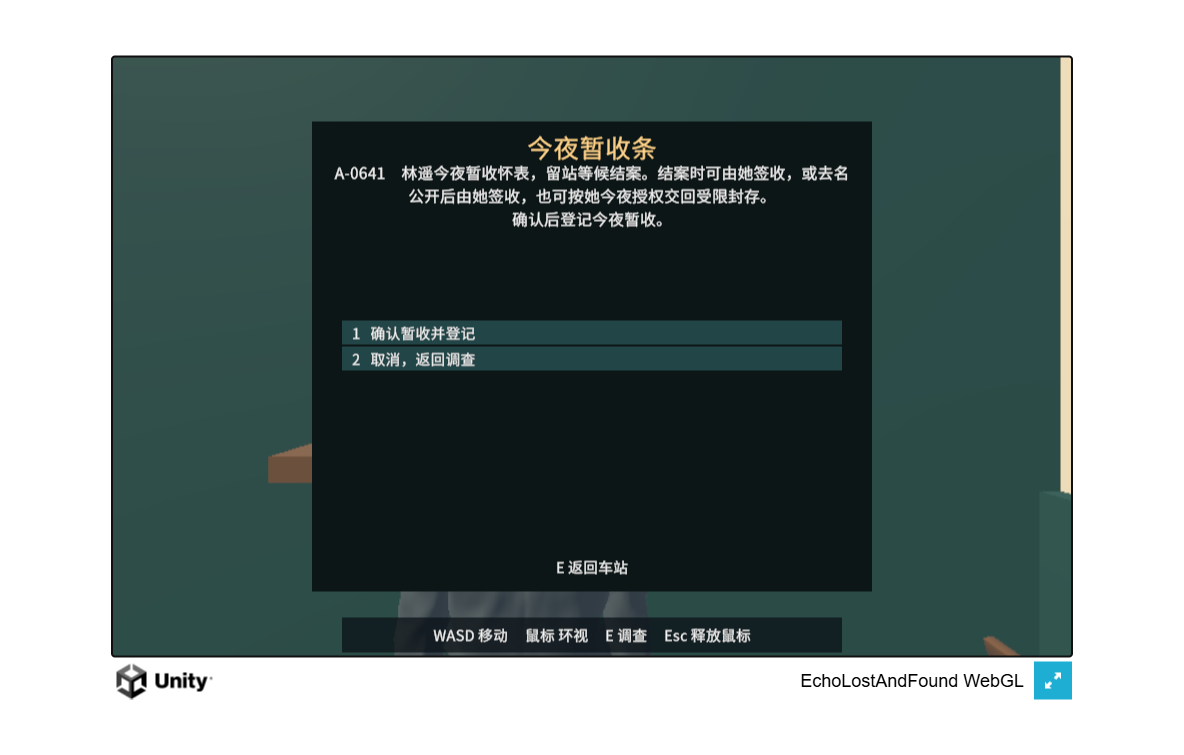 今夜暂收条
A-0641 林遥今夜暂收怀表，留站等候结案。结案时可由她签收，或去名
公开后由她签收，也可按她今夜授权交回受限封存。
确认后登记今夜暂收。
1 确认暂收并登记
2 取消，返回调查
E 返回车站
WASD 移动 鼠标 环视 E 调查 Esc 释放鼠标
Unity
EchoLostAndFound WebGL